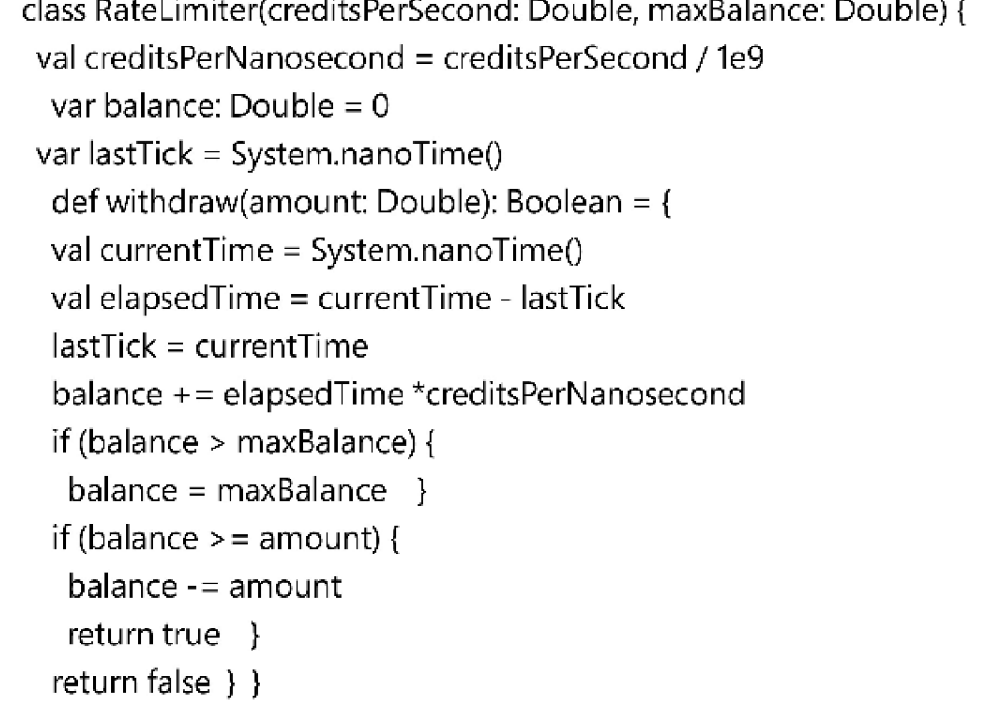 class RateLimiter(creditsPerSecond: Double, maxBalance: Double) {
val creditsPerNanosecond = creditsPerSecond / 1e9
var balance: Double = 0
var lastTick = System.nanoTime()
def withdraw(amount: Double): Boolean = {
val currentTime = System.nanoTime()
val elapsedTime = currentTime - lastTick
lastTick = currentTime
balance += elapsedTime *creditsPerNanosecond
if (balance > maxBalance) {
balance = maxBalance }
if (balance >= amount) {
balance -= amount
return true }
return false } }